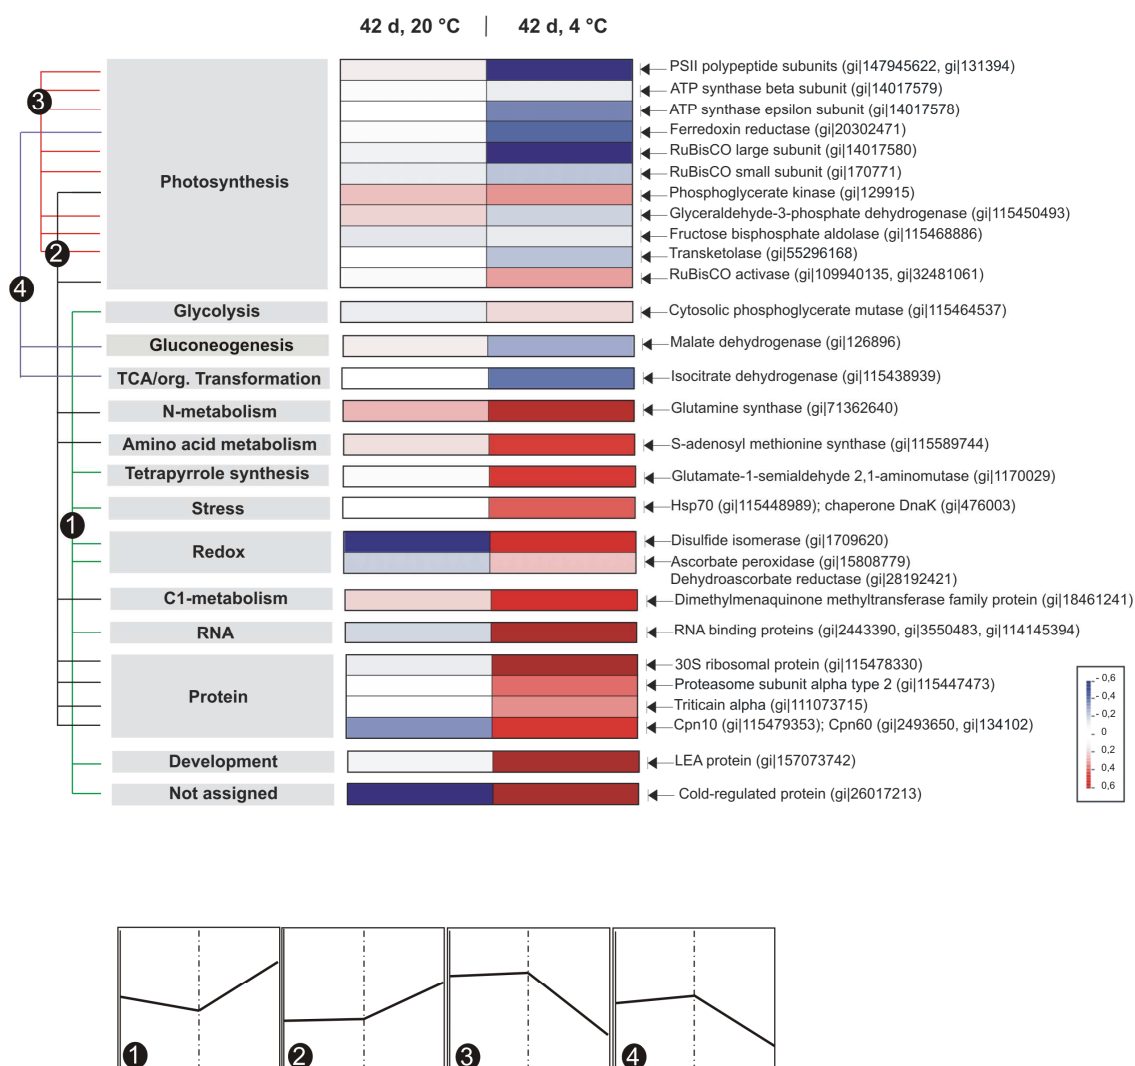 42 d, 20 °C | 42 d, 4 °C
PSII polypeptide subunits (gi|147945622, gi|131394)
ATP synthase beta subunit (gi|14017579)
3
ATP synthase epsilon subunit (gi|14017578)
Ferredoxin reductase (gi|20302471)
RuBisCO large subunit (gi|14017580)
RuBisCO small subunit (gi|170771)
Photosynthesis
Phosphoglycerate kinase (gi|129915)
Glyceraldehyde-3-phosphate dehydrogenase (gi|115450493)
Fructose bisphosphate aldolase (gi|115468886)
2
Transketolase (gi|55296168)
RuBisCO activase (gi|109940135, gi|32481061)
4
Glycolysis
Cytosolic phosphoglycerate mutase (gi|115464537)
Gluconeogenesis
Malate dehydrogenase (gi|126896)
TCA/org. Transformation
Isocitrate dehydrogenase (gi|115438939)
N-metabolism
Glutamine synthase (gi|71362640)
Amino acid metabolism
S-adenosyl methionine synthase (gi|115589744)
Tetrapyrrole synthesis
Glutamate-1-semialdehyde 2,1-aminomutase (gi|1170029)
Stress
Hsp70 (gi|115448989); chaperone DnaK (gi|476003)
1
Redox
Disulfide isomerase (gi|1709620)
Ascorbate peroxidase (gi|15808779)
Dehydroascorbate reductase (gi|28192421)
C1-metabolism
Dimethylmenaquinone methyltransferase family protein (gi|18461241)
RNA
RNA binding proteins (gi|2443390, gi|3550483, gi|114145394)
Protein
30S ribosomal protein (gi|115478330)
Proteasome subunit alpha type 2 (gi|115447473)
Triticain alpha (gi|111073715)
Cpn10 (gi|115479353); Cpn60 (gi|2493650, gi|134102)
Development
LEA protein (gi|157073742)
Not assigned
Cold-regulated protein (gi|26017213)
- 0,6
- 0,4
- 0,2
0
0,2
0,4
0,6
1
2
3
4